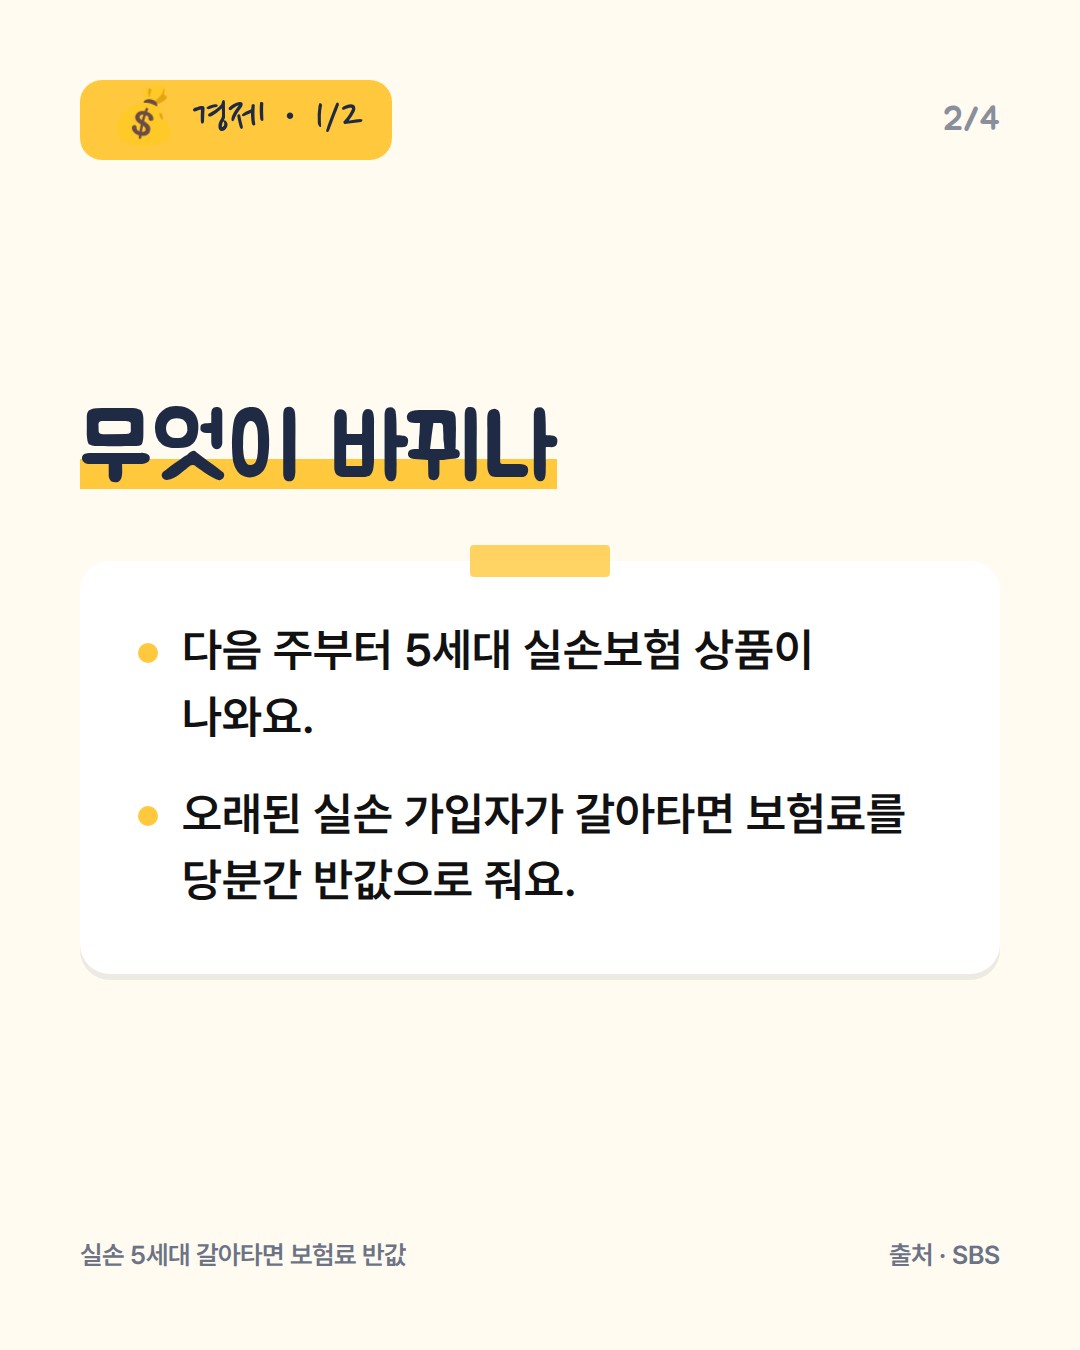 경제 · 1/2
2/4
무엇이 바뀌나
다음 주부터 5세대 실손보험 상품이
나와요.
오래된 실손 가입자가 갈아타면 보험료를
당분간 반값으로 줘요.
실손 5세대 갈아타면 보험료 반값
출처 · SBS